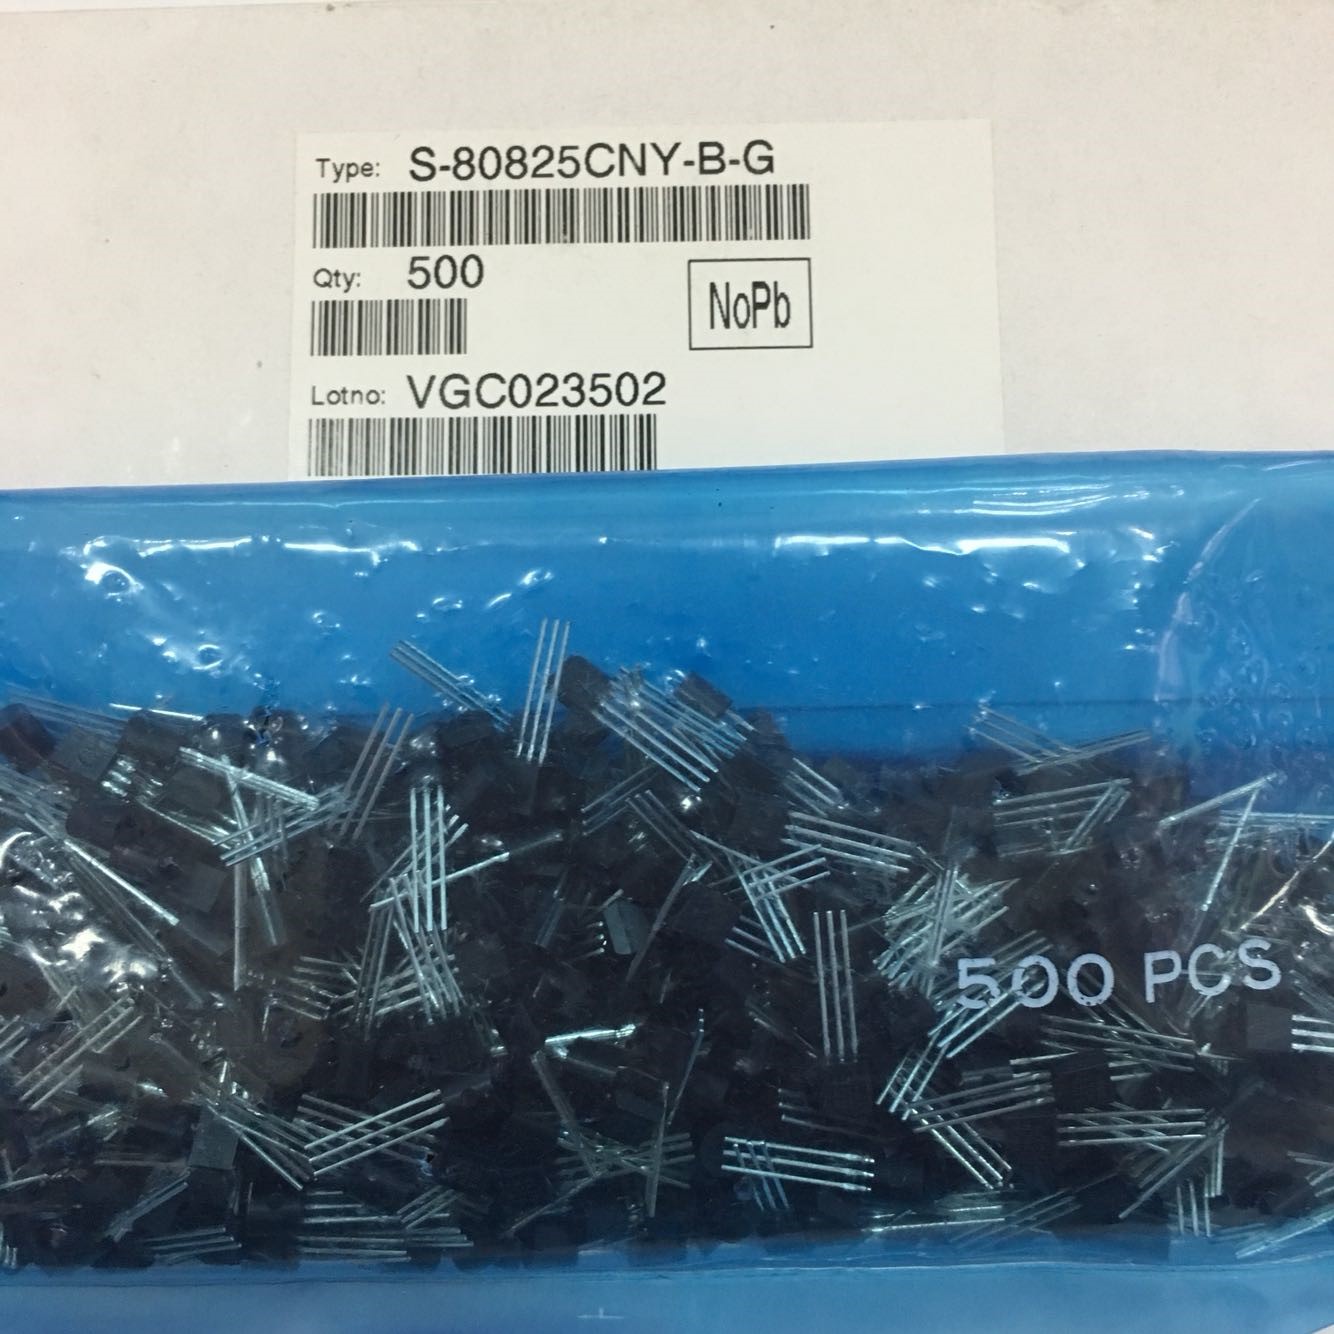 Type: S-80825CNY-B-G
Qty: 500
NoPb
Lotno: VGC023502
500 PCS